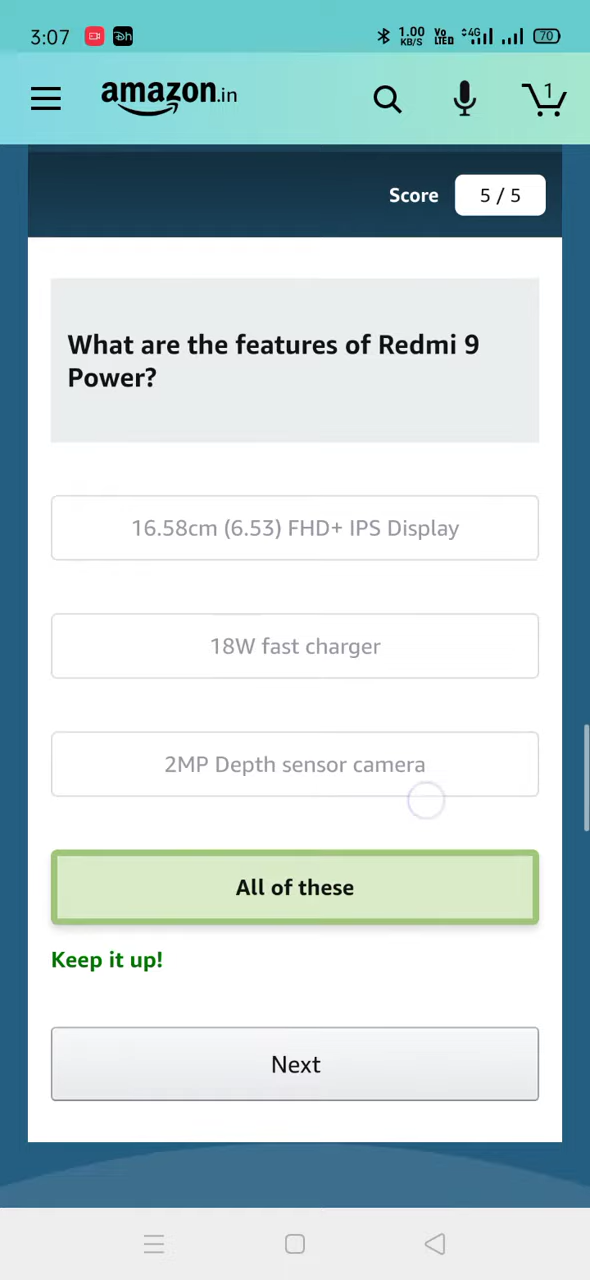 3:07 1.00 KB/S VoLTED 4G 70
amazon.in 1
Score 5 / 5
What are the features of Redmi 9
Power?
16.58cm (6.53) FHD+ IPS Display
18W fast charger
2MP Depth sensor camera
All of these
Keep it up!
Next